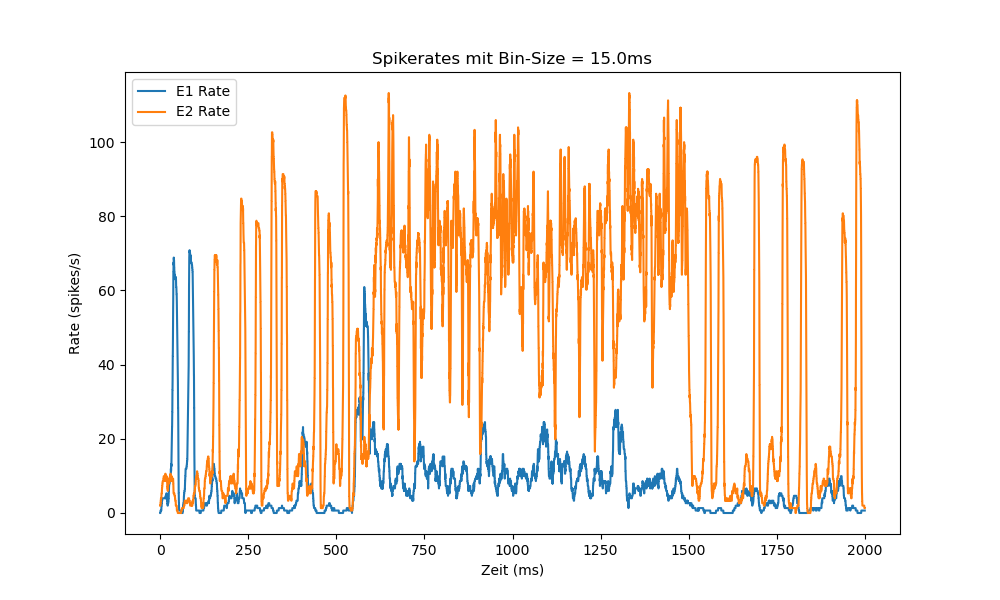 Spikerates mit Bin-Size = 15.0ms
E1 Rate
E2 Rate
Rate (spikes/s)
100
80
60
40
20
0
0 250 500 750 1000 1250 1500 1750 2000
Zeit (ms)